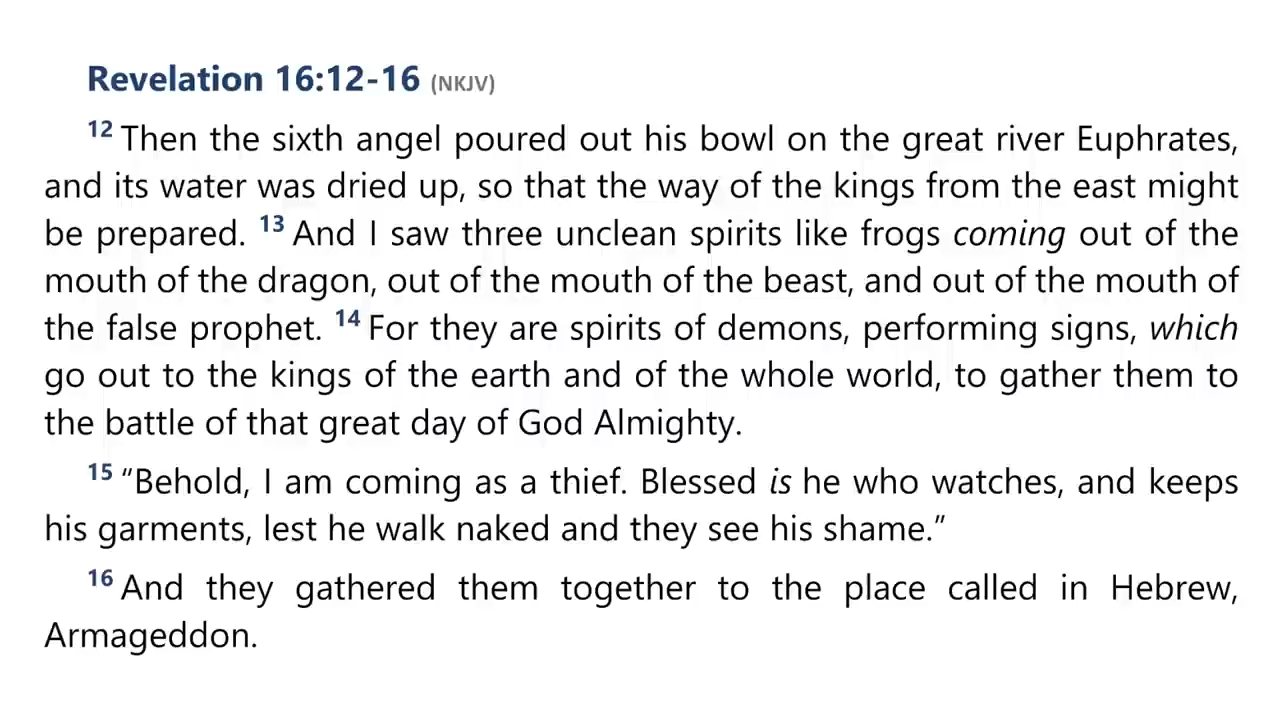 Revelation 16:12-16 (NKJV)
12 Then the sixth angel poured out his bowl on the great river Euphrates,
and its water was dried up, so that the way of the kings from the east might
be prepared. 13 And I saw three unclean spirits like frogs coming out of the
mouth of the dragon, out of the mouth of the beast, and out of the mouth of
the false prophet. 14 For they are spirits of demons, performing signs, which
go out to the kings of the earth and of the whole world, to gather them to
the battle of that great day of God Almighty.
15 “Behold, I am coming as a thief. Blessed is he who watches, and keeps
his garments, lest he walk naked and they see his shame.”
16 And they gathered them together to the place called in Hebrew,
Armageddon.